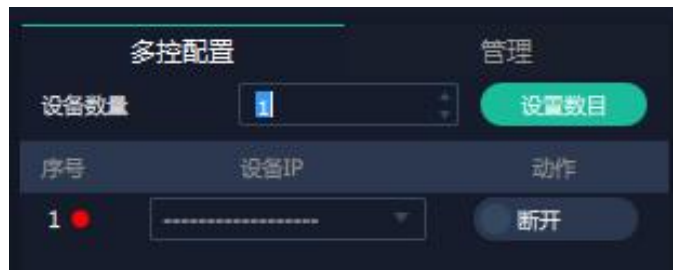 多控配置 管理
设备数量 1 设置数目
序号 设备IP 动作
1 ------------------ 断开